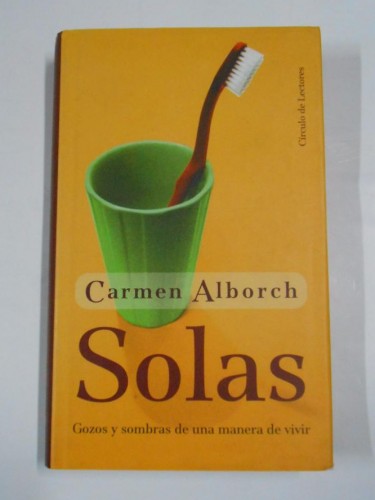 Círculo de Lectores
Carmen Alborch
Solas
Gozos y sombras de una manera de vivir